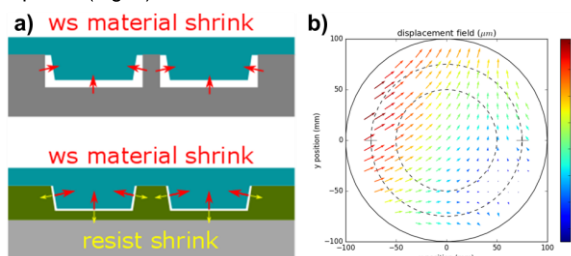 a) ws material shrink
ws material shrink
resist shrink
b)
displacement field (μm)
y position (mm)
100
50
0
−50
−100
−100
−50
0
50
100